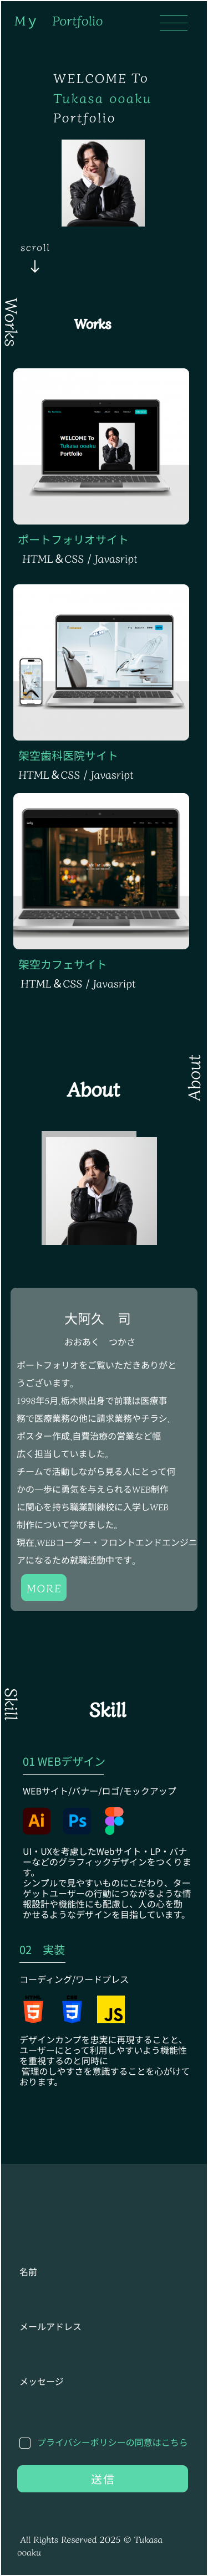 My Portfolio
WELCOME To
Tukasa ooaku
Portfolio
scroll
Works
Works
WELCOME To
Tukasa ooaku
Portfolio
ポートフォリオサイト
HTML＆CSS / Javasript
架空歯科医院サイト
HTML＆CSS / Javasript
架空カフェサイト
HTML＆CSS / Javasript
About
About
大阿久　司
おおあく　つかさ
ポートフォリオをご覧いただきありがと
うございます。
1998年5月,栃木県出身で前職は医療事
務で医療業務の他に請求業務やチラシ,
ポスター作成,自費治療の営業など幅
広く担当していました。
チームで活動しながら見る人にとって何
かの一歩に勇気を与えられるWEB制作
に関心を持ち職業訓練校に入学しWEB
制作について学びました。
現在,WEBコーダー・フロントエンドエンジニ
アになるため就職活動中です。
MORE
Skill
Skill
01 WEBデザイン
WEBサイト/バナー/ロゴ/モックアップ
Ai Ps
UI・UXを考慮したWebサイト・LP・バナ
ーなどのグラフィックデザインをつくりま
す。
シンプルで見やすいものにこだわり、ター
ゲットユーザーの行動につながるような情
報設計や機能性にも配慮し、人の心を動
かせるようなデザインを目指しています。
02　実装
コーディング/ワードプレス
HTML 5 CSS 3 JS
デザインカンプを忠実に再現することと、
ユーザーにとって利用しやすいよう機能性
を重視するのと同時に
管理のしやすさを意識することを心がけて
おります。
名前
メールアドレス
メッセージ
プライバシーポリシーの同意はこちら
送信
All Rights Reserved 2025 © Tukasa
ooaku